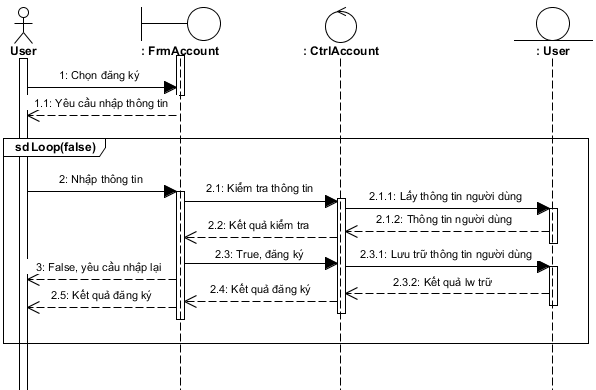 User
: FrmAccount
: CtrlAccount
: User
1: Chọn đăng ký
1.1: Yêu cầu nhập thông tin
sd Loop(false)
2: Nhập thông tin
2.1: Kiểm tra thông tin
2.1.1: Lấy thông tin người dùng
2.1.2: Thông tin người dùng
2.2: Kết quả kiểm tra
2.3: True, đăng ký
2.3.1: Lưu trữ thông tin người dùng
3: False, yêu cầu nhập lại
2.3.2: Kết quả lw trữ
2.4: Kết quả đăng ký
2.5: Kết quả đăng ký